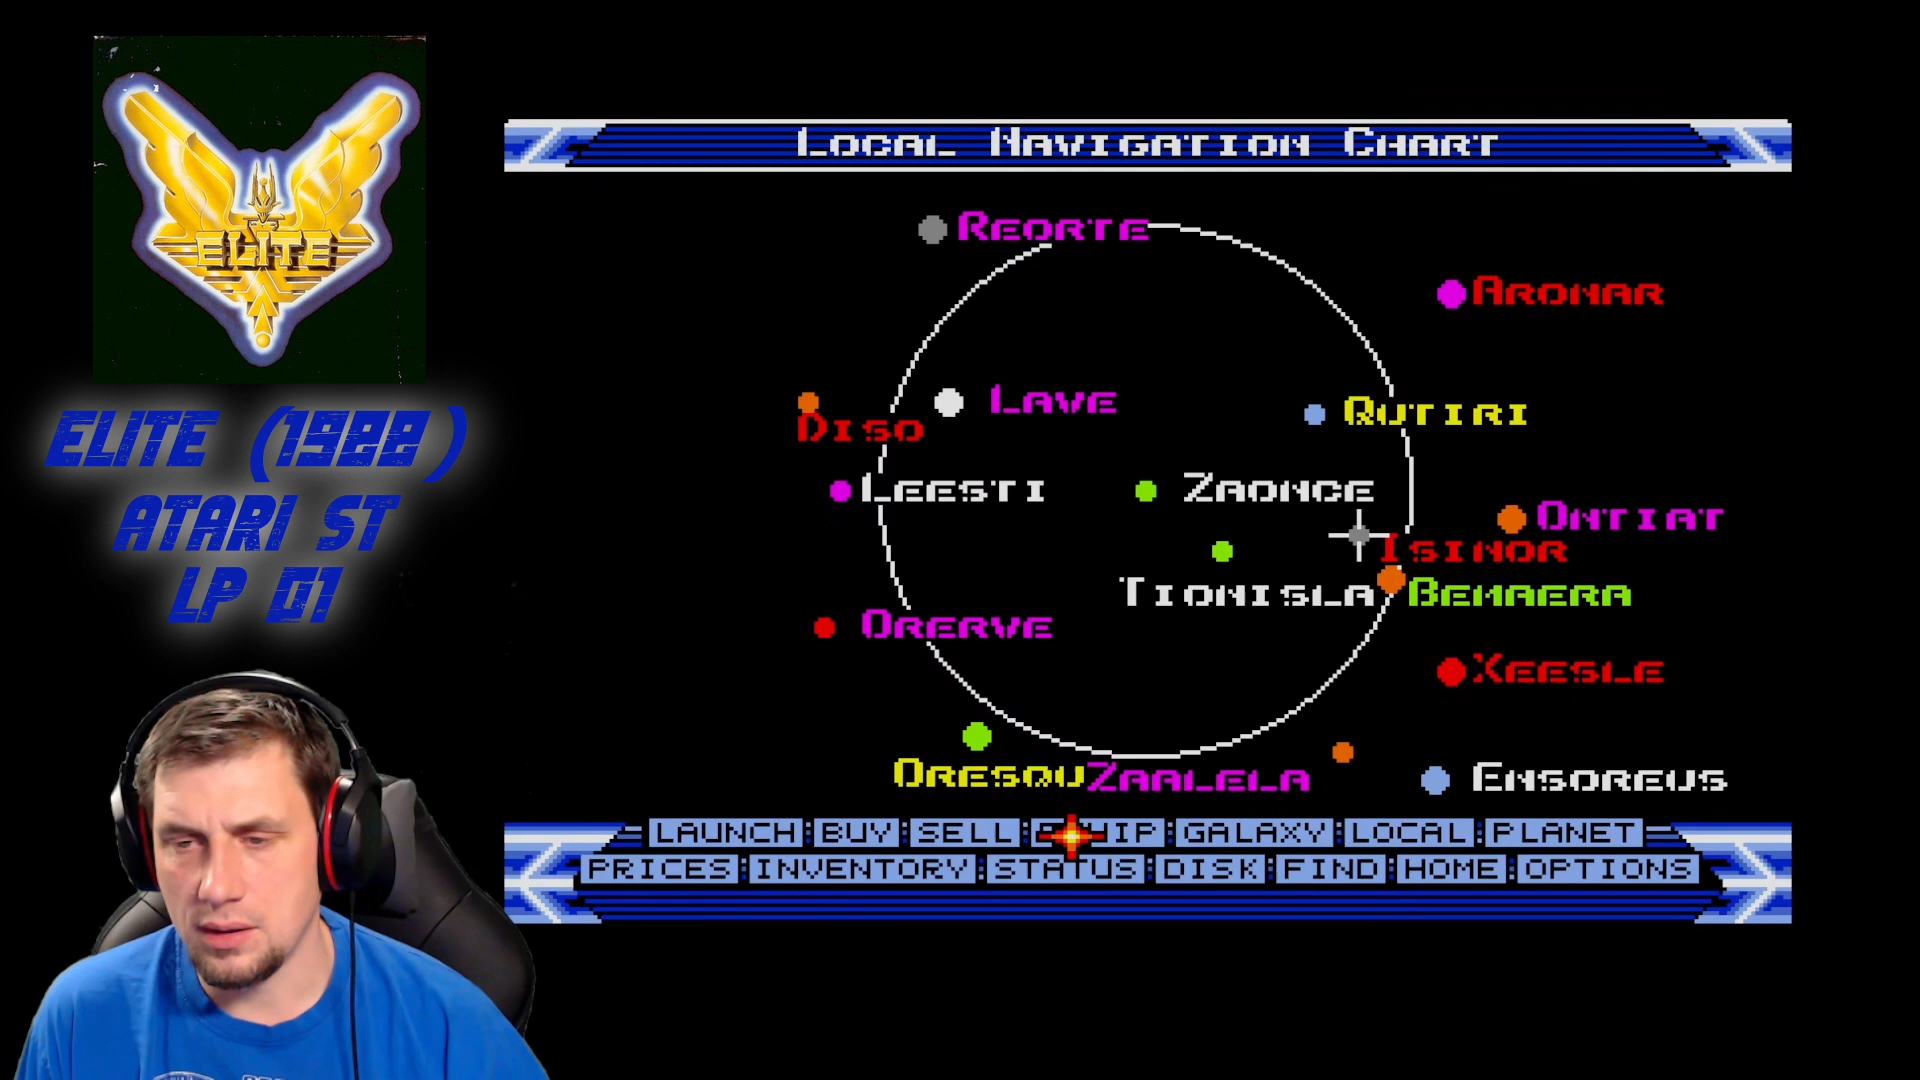 ELITE
ELITE (1988)
ATARI ST
LP 01
LOCAL NAVIGATION CHART
REORTE
ARONAR
LAVE
DISO
QUTIRI
LEESTI
ZAONCE
ONTIAT
ISINOR
TIONISLA
BEMAERA
ORERVE
XEESLE
ORESQU
ZAALELA
ENSOREUS
LAUNCH BUY SELL EQUIP GALAXY LOCAL PLANET
PRICES INVENTORY STATUS DISK FIND HOME OPTIONS